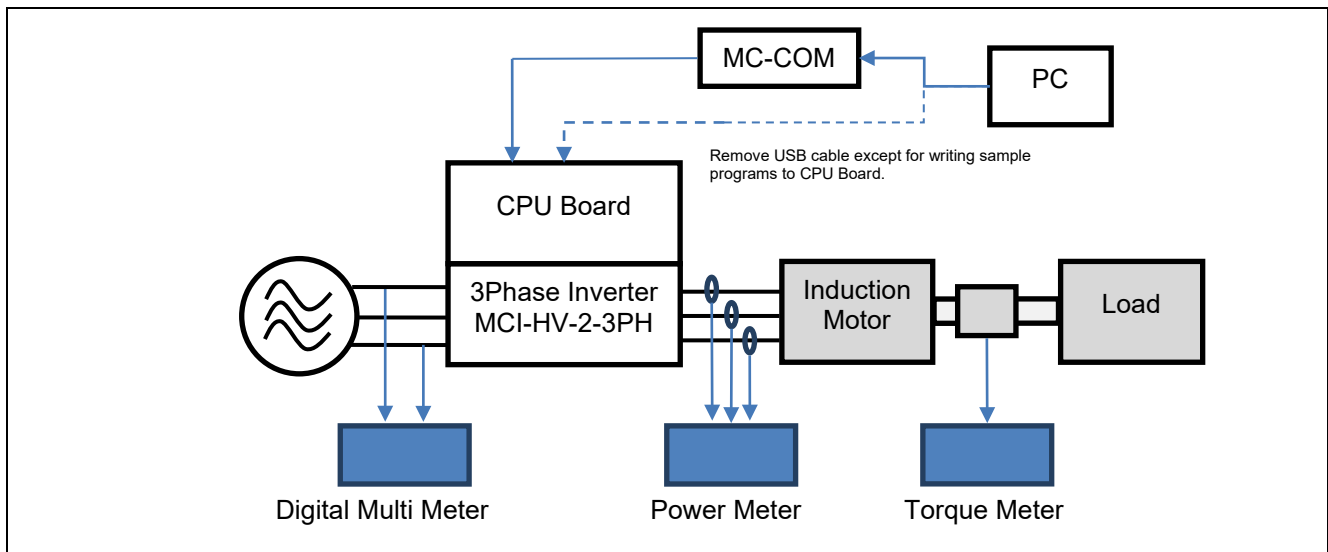 MC-COM
PC
Remove USB cable except for writing sample
programs to CPU Board.
CPU Board
3Phase Inverter
MCI-HV-2-3PH
Induction
Motor
Load
Digital Multi Meter
Power Meter
Torque Meter